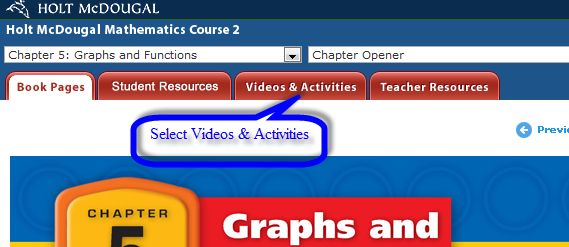 HOLT McDOUGAL
Holt McDougal Mathematics Course 2
Chapter 5: Graphs and Functions Chapter Opener
Book Pages Student Resources Videos & Activities Teacher Resources
Select Videos & Activities
Previ
CHAPTER
5
Graphs and